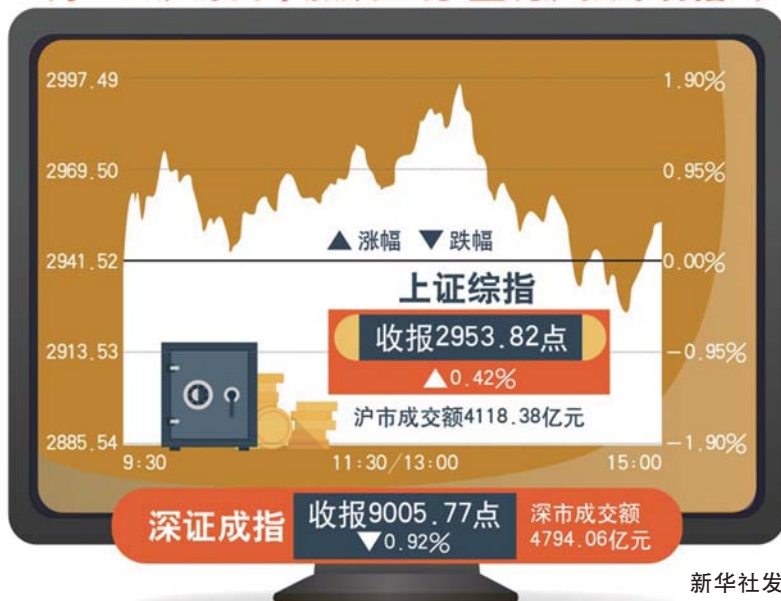 2997.49
1.90%
2969.50
0.95%
▲涨幅 ▼跌幅
2941.52
0.00%
上证综指
收报2953.82点
▲0.42%
2913.53
-0.95%
沪市成交额4118.38亿元
2885.54
-1.90%
9:30
11:30/13:00
15:00
深证成指
收报9005.77点
▼0.92%
深市成交额
4794.06亿元
新华社发